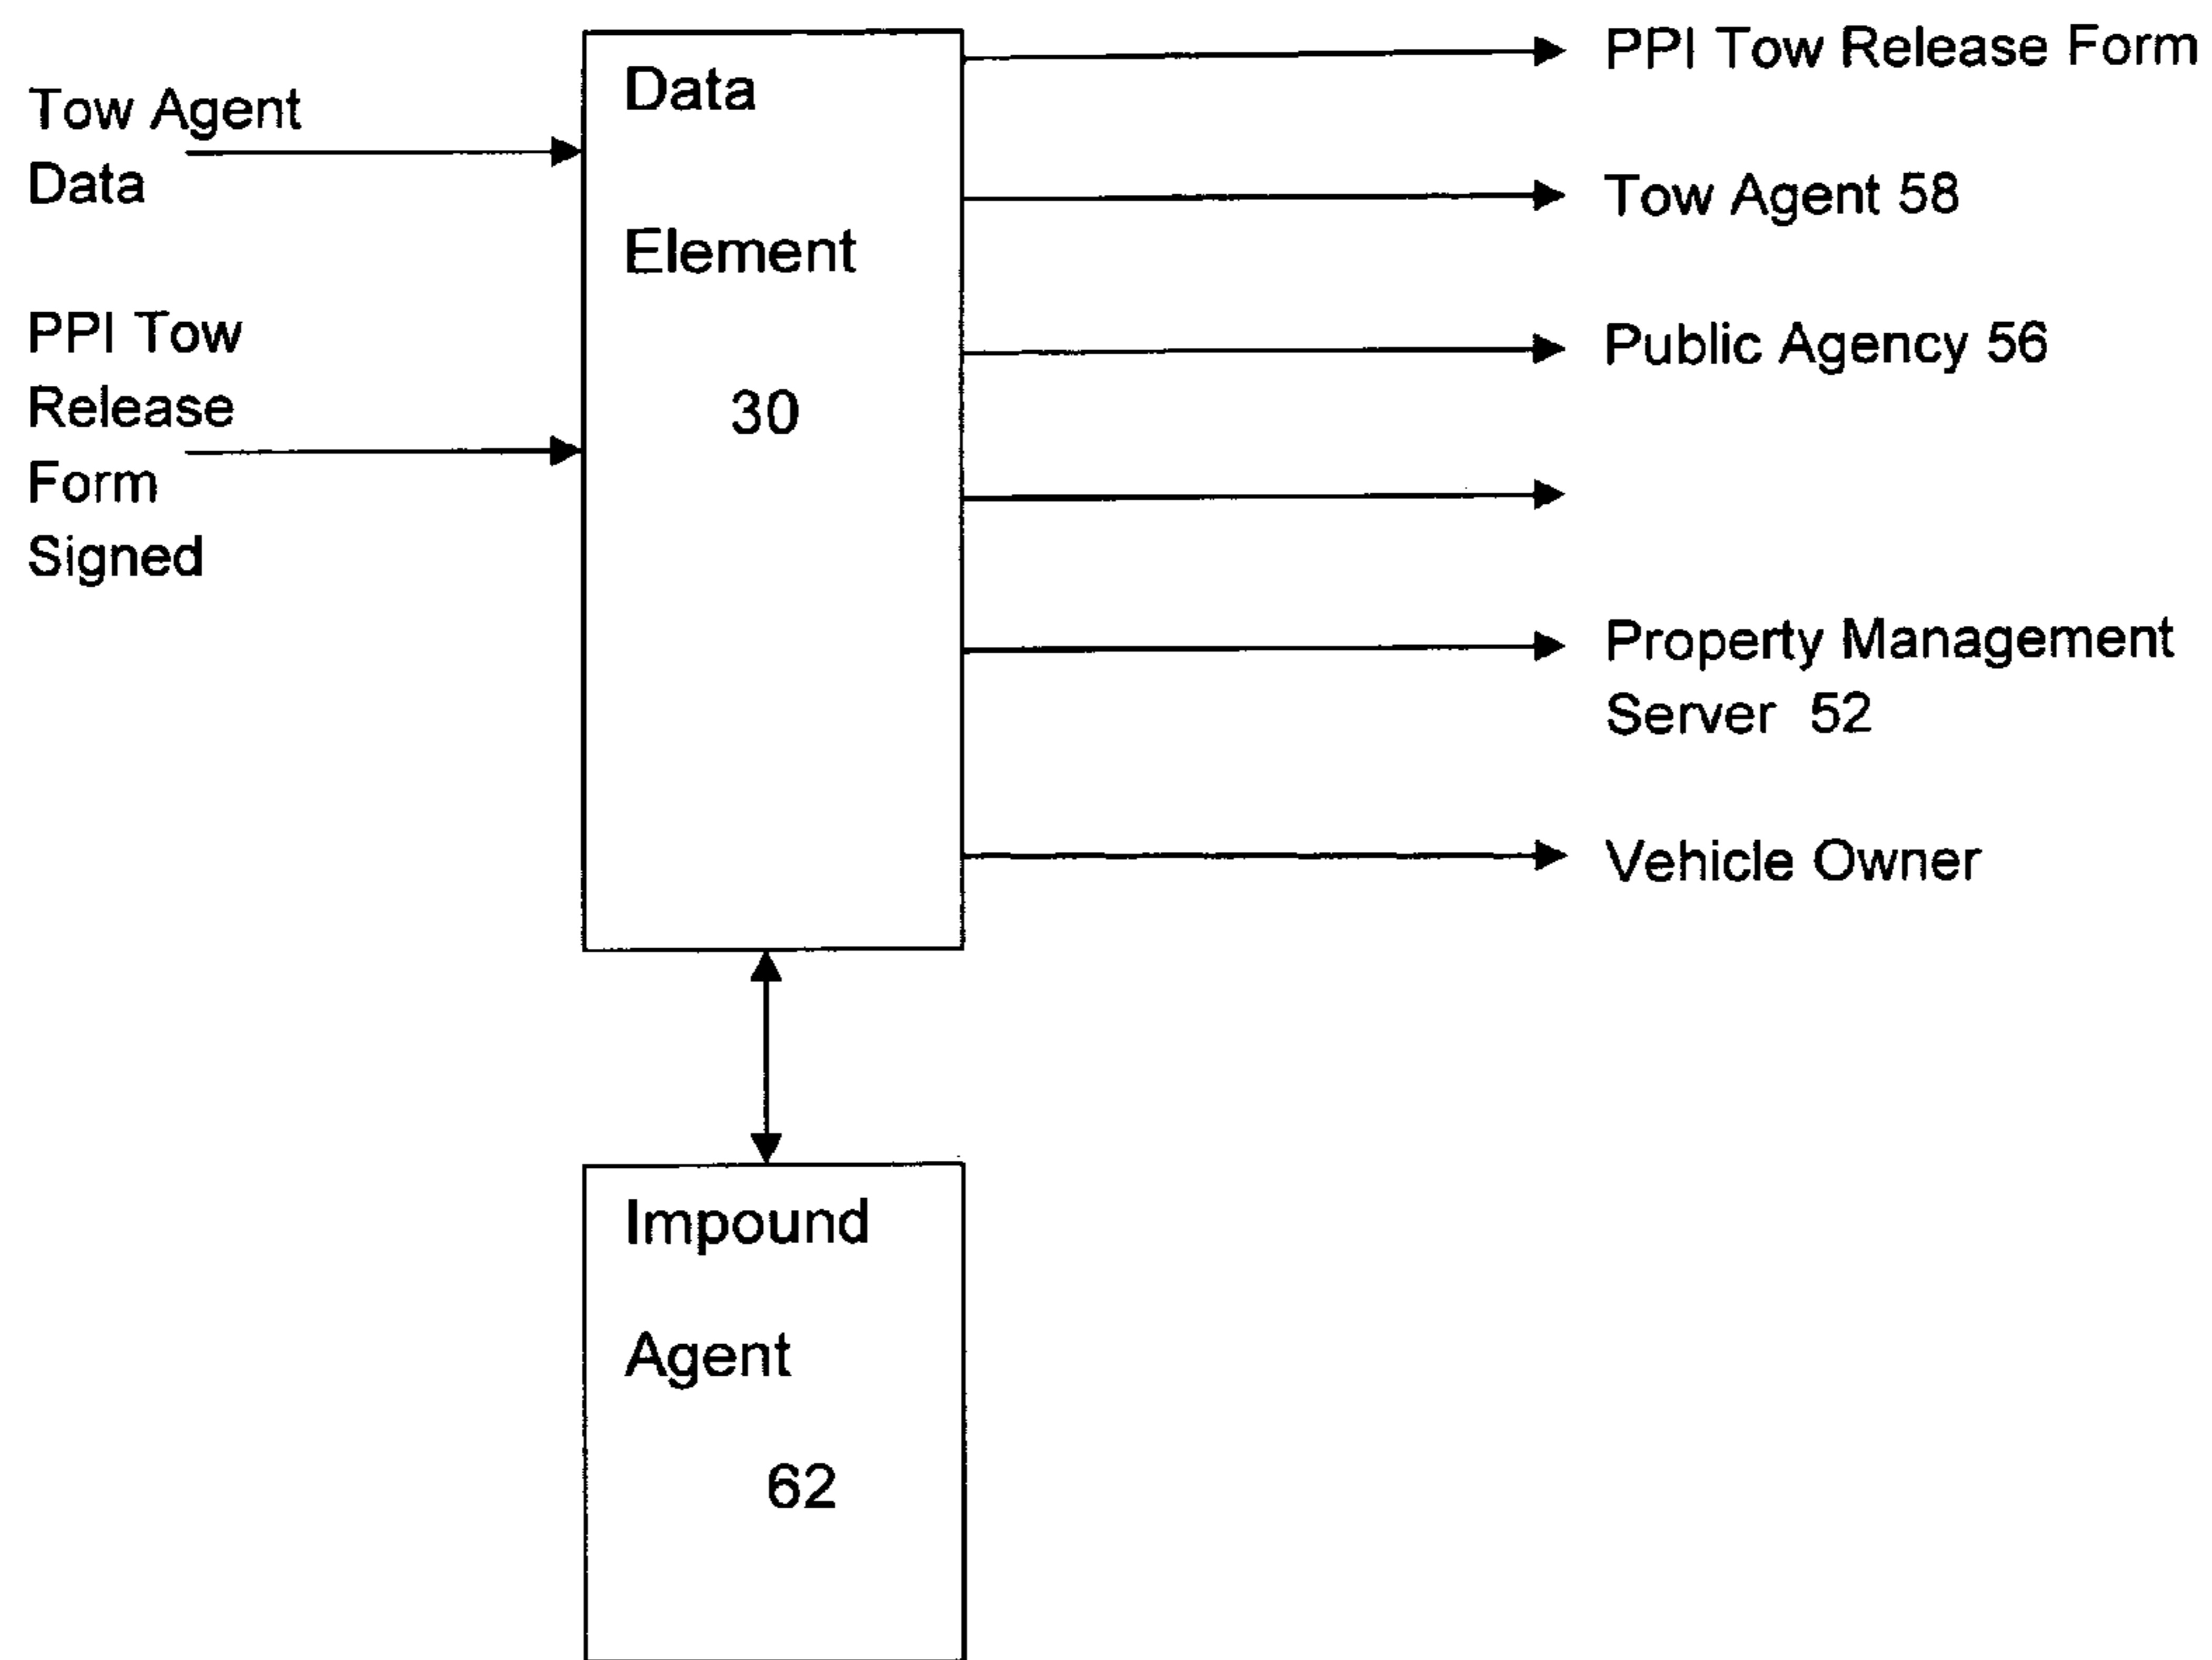 Tow Agent
Data
PPI Tow
Release
Form
Signed
Data
Element
30
PPI Tow Release Form
Tow Agent 58
Public Agency 56
Property Management
Server 52
Vehicle Owner
Impound
Agent
62